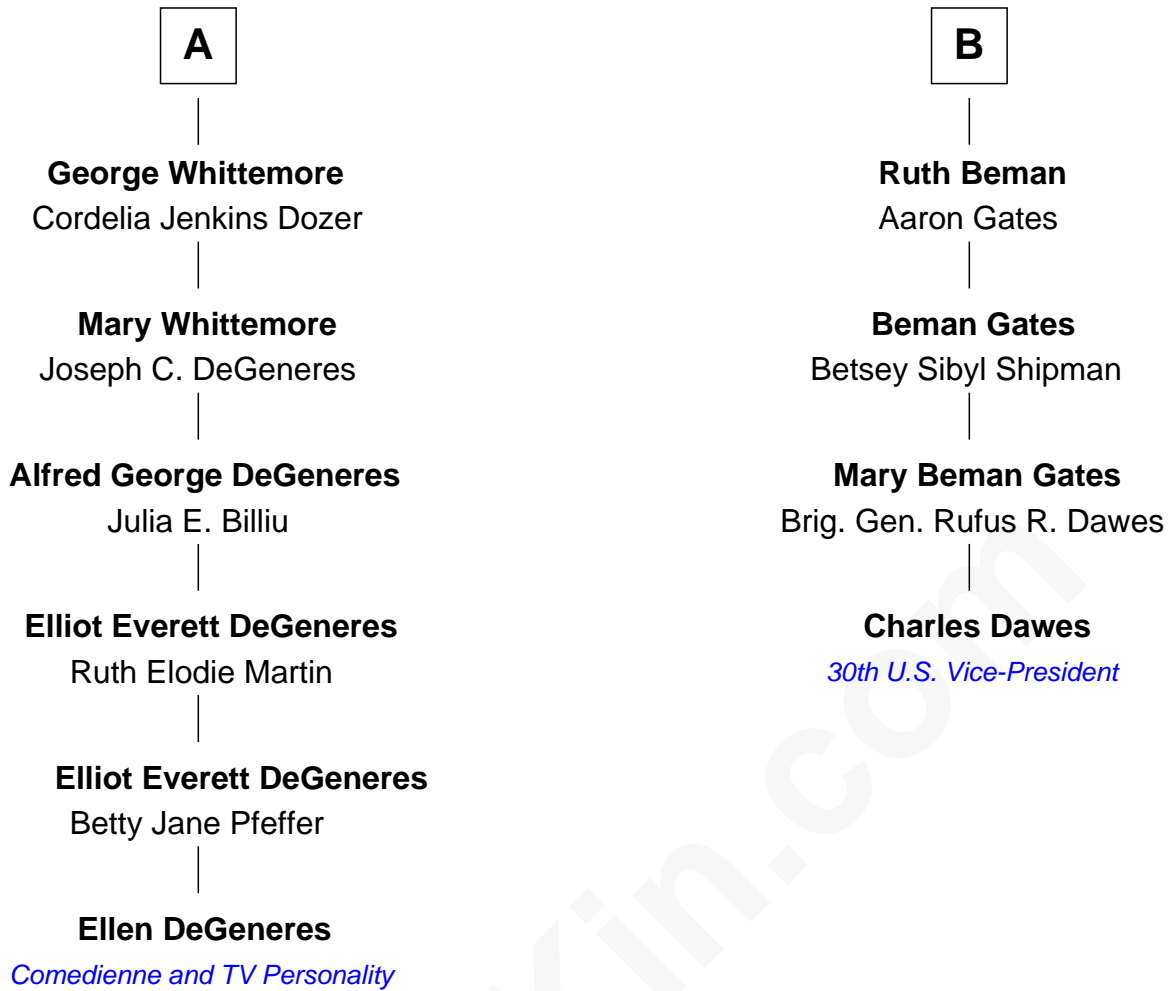 A
George Whittemore
Cordelia Jenkins Dozer
Mary Whittemore
Joseph C. DeGeneres
Alfred George DeGeneres
Julia E. Billiu
Elliot Everett DeGeneres
Ruth Elodie Martin
Elliot Everett DeGeneres
Betty Jane Pfeffer
Ellen DeGeneres
Comedienne and TV Personality
B
Ruth Beman
Aaron Gates
Beman Gates
Betsey Sibyl Shipman
Mary Beman Gates
Brig. Gen. Rufus R. Dawes
Charles Dawes
30th U.S. Vice-President